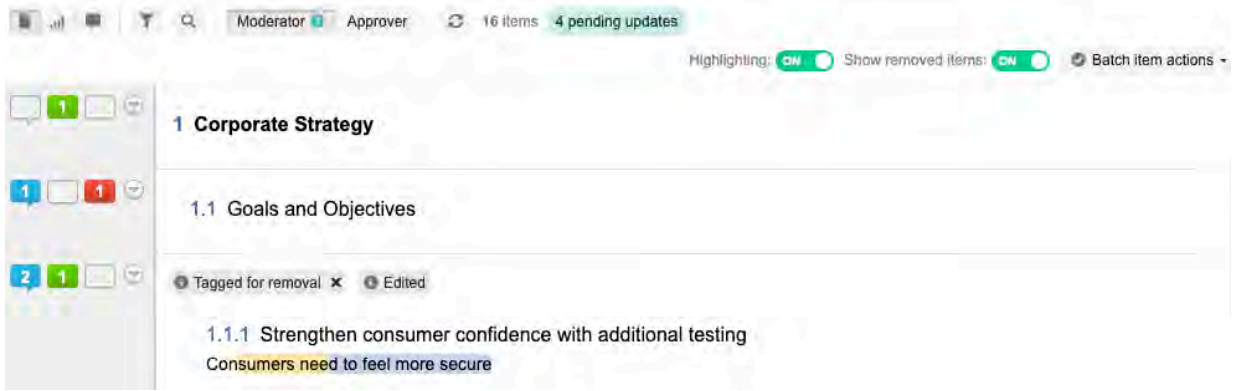 Moderator Approver 16 items 4 pending updates
Highlighting: ON Show removed items: ON Batch item actions
1
1 Corporate Strategy
1 1
1.1 Goals and Objectives
2 1
Tagged for removal × Edited
1.1.1 Strengthen consumer confidence with additional testing
Consumers need to feel more secure